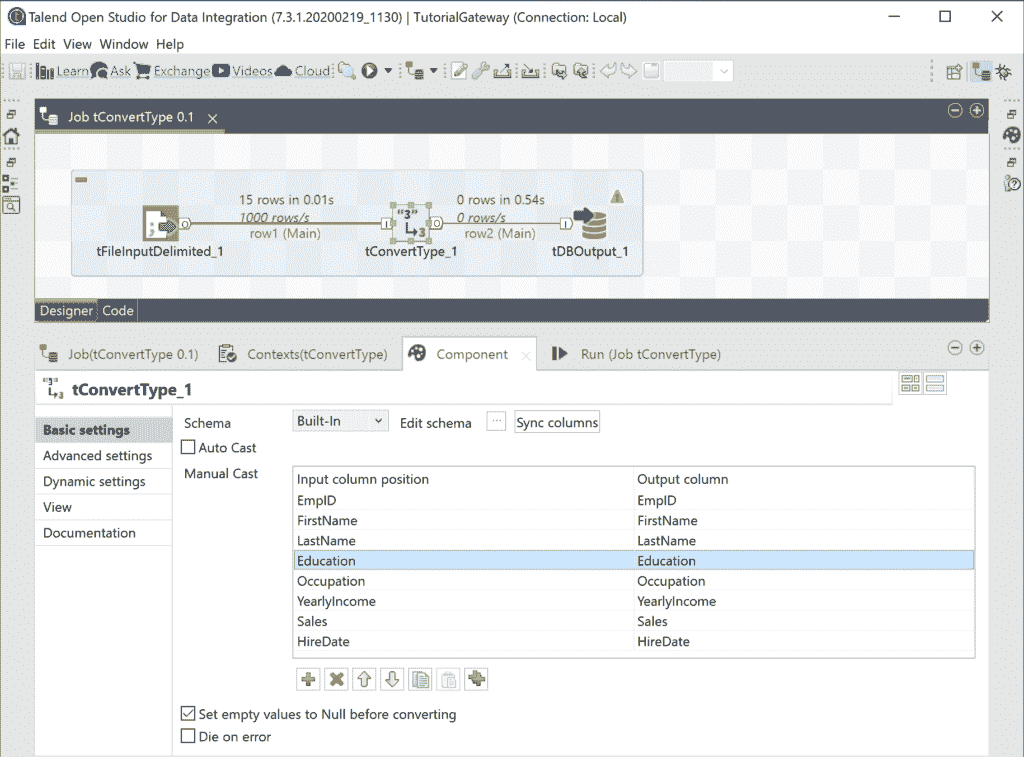 Talend Open Studio for Data Integration (7.3.1.20200219_1130) | TutorialGateway (Connection: Local)
File Edit View Window Help
Learn Ask Exchange Videos Cloud
Job tConvertType 0.1
15 rows in 0.01s
1000 rows/s
row1 (Main)
0 rows in 0.54s
0 rows/s
row2 (Main)
"3"
3
I O I O
tFileInputDelimited_1 tConvertType_1 tDBOutput_1
Designer Code
Job(tConvertType 0.1) Contexts(tConvertType) Component Run (Job tConvertType)
"3" 3 tConvertType_1
Basic settings
Advanced settings
Dynamic settings
View
Documentation
Schema Built-In Edit schema ... Sync columns
Auto Cast
Manual Cast
Input column position Output column
EmpID EmpID
FirstName FirstName
LastName LastName
Education Education
Occupation Occupation
YearlyIncome YearlyIncome
Sales Sales
HireDate HireDate
Set empty values to Null before converting
Die on error